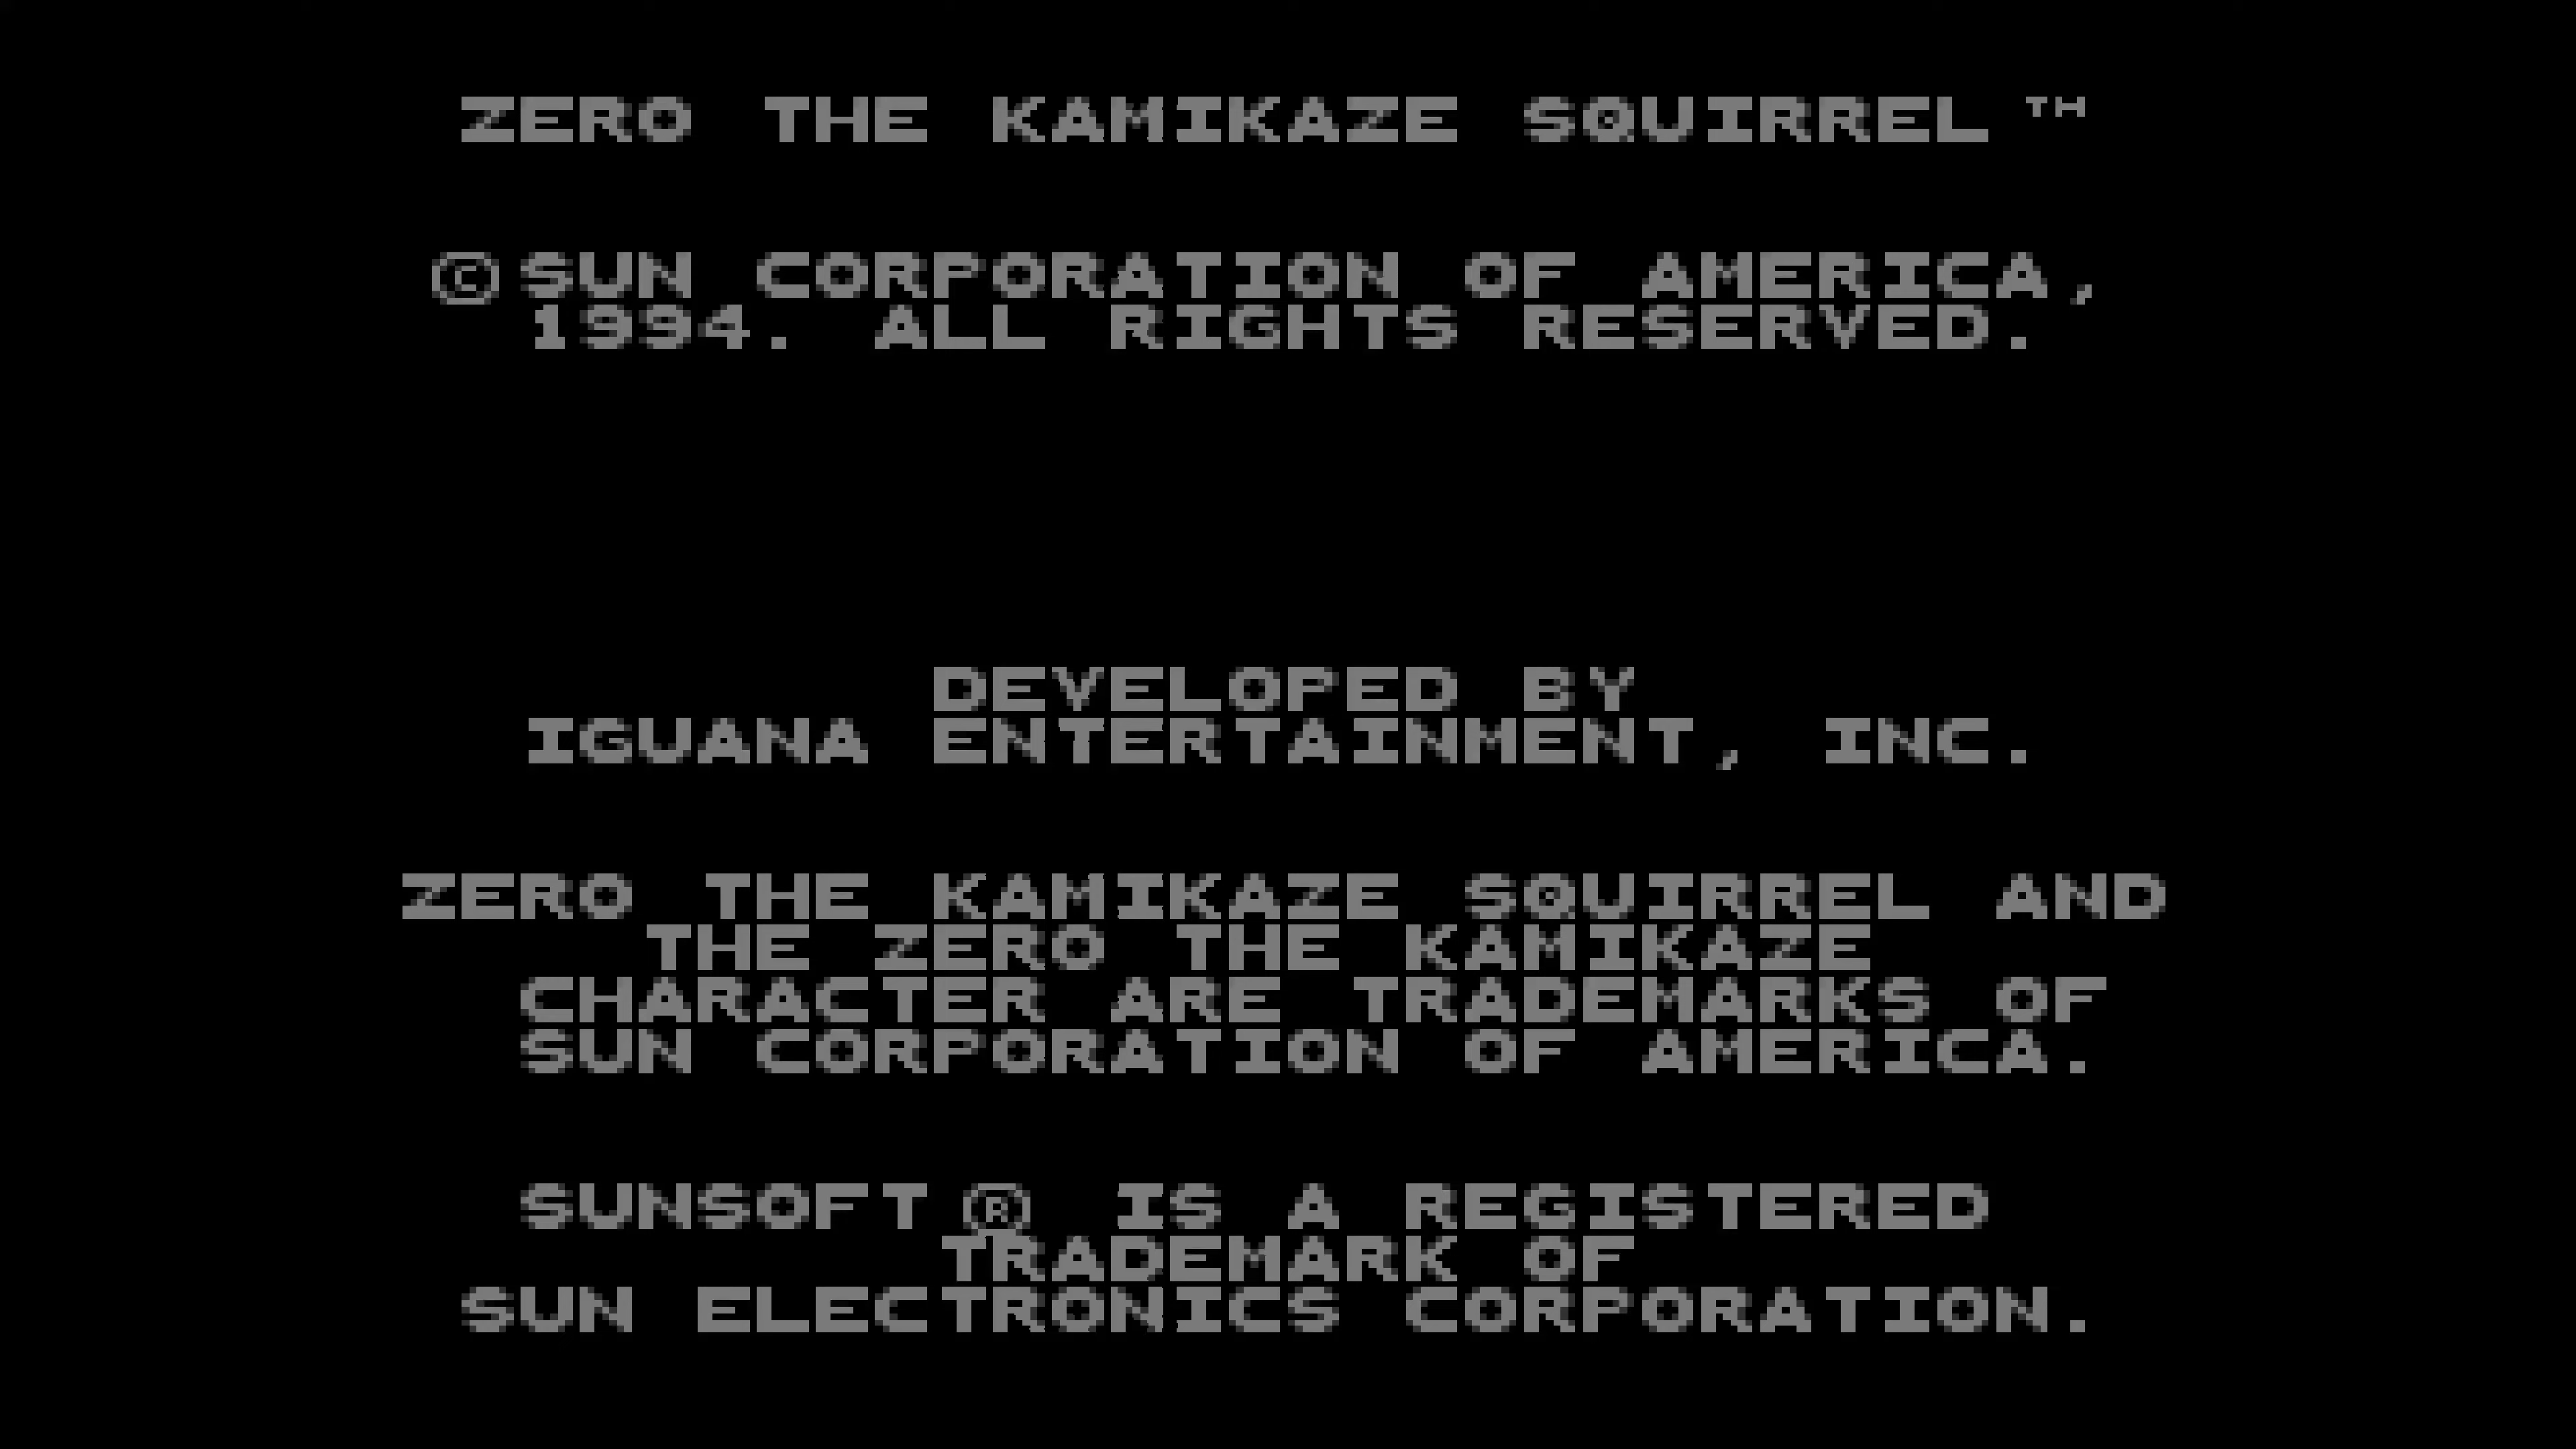 ZERO THE KAMIKAZE SQUIRREL™
©SUN CORPORATION OF AMERICA,
1994. ALL RIGHTS RESERVED.
DEVELOPED BY
IGUANA ENTERTAINMENT, INC.
ZERO THE KAMIKAZE SQUIRREL AND
THE ZERO THE KAMIKAZE
CHARACTER ARE TRADEMARKS OF
SUN CORPORATION OF AMERICA.
SUNSOFT® IS A REGISTERED
TRADEMARK OF
SUN ELECTRONICS CORPORATION.